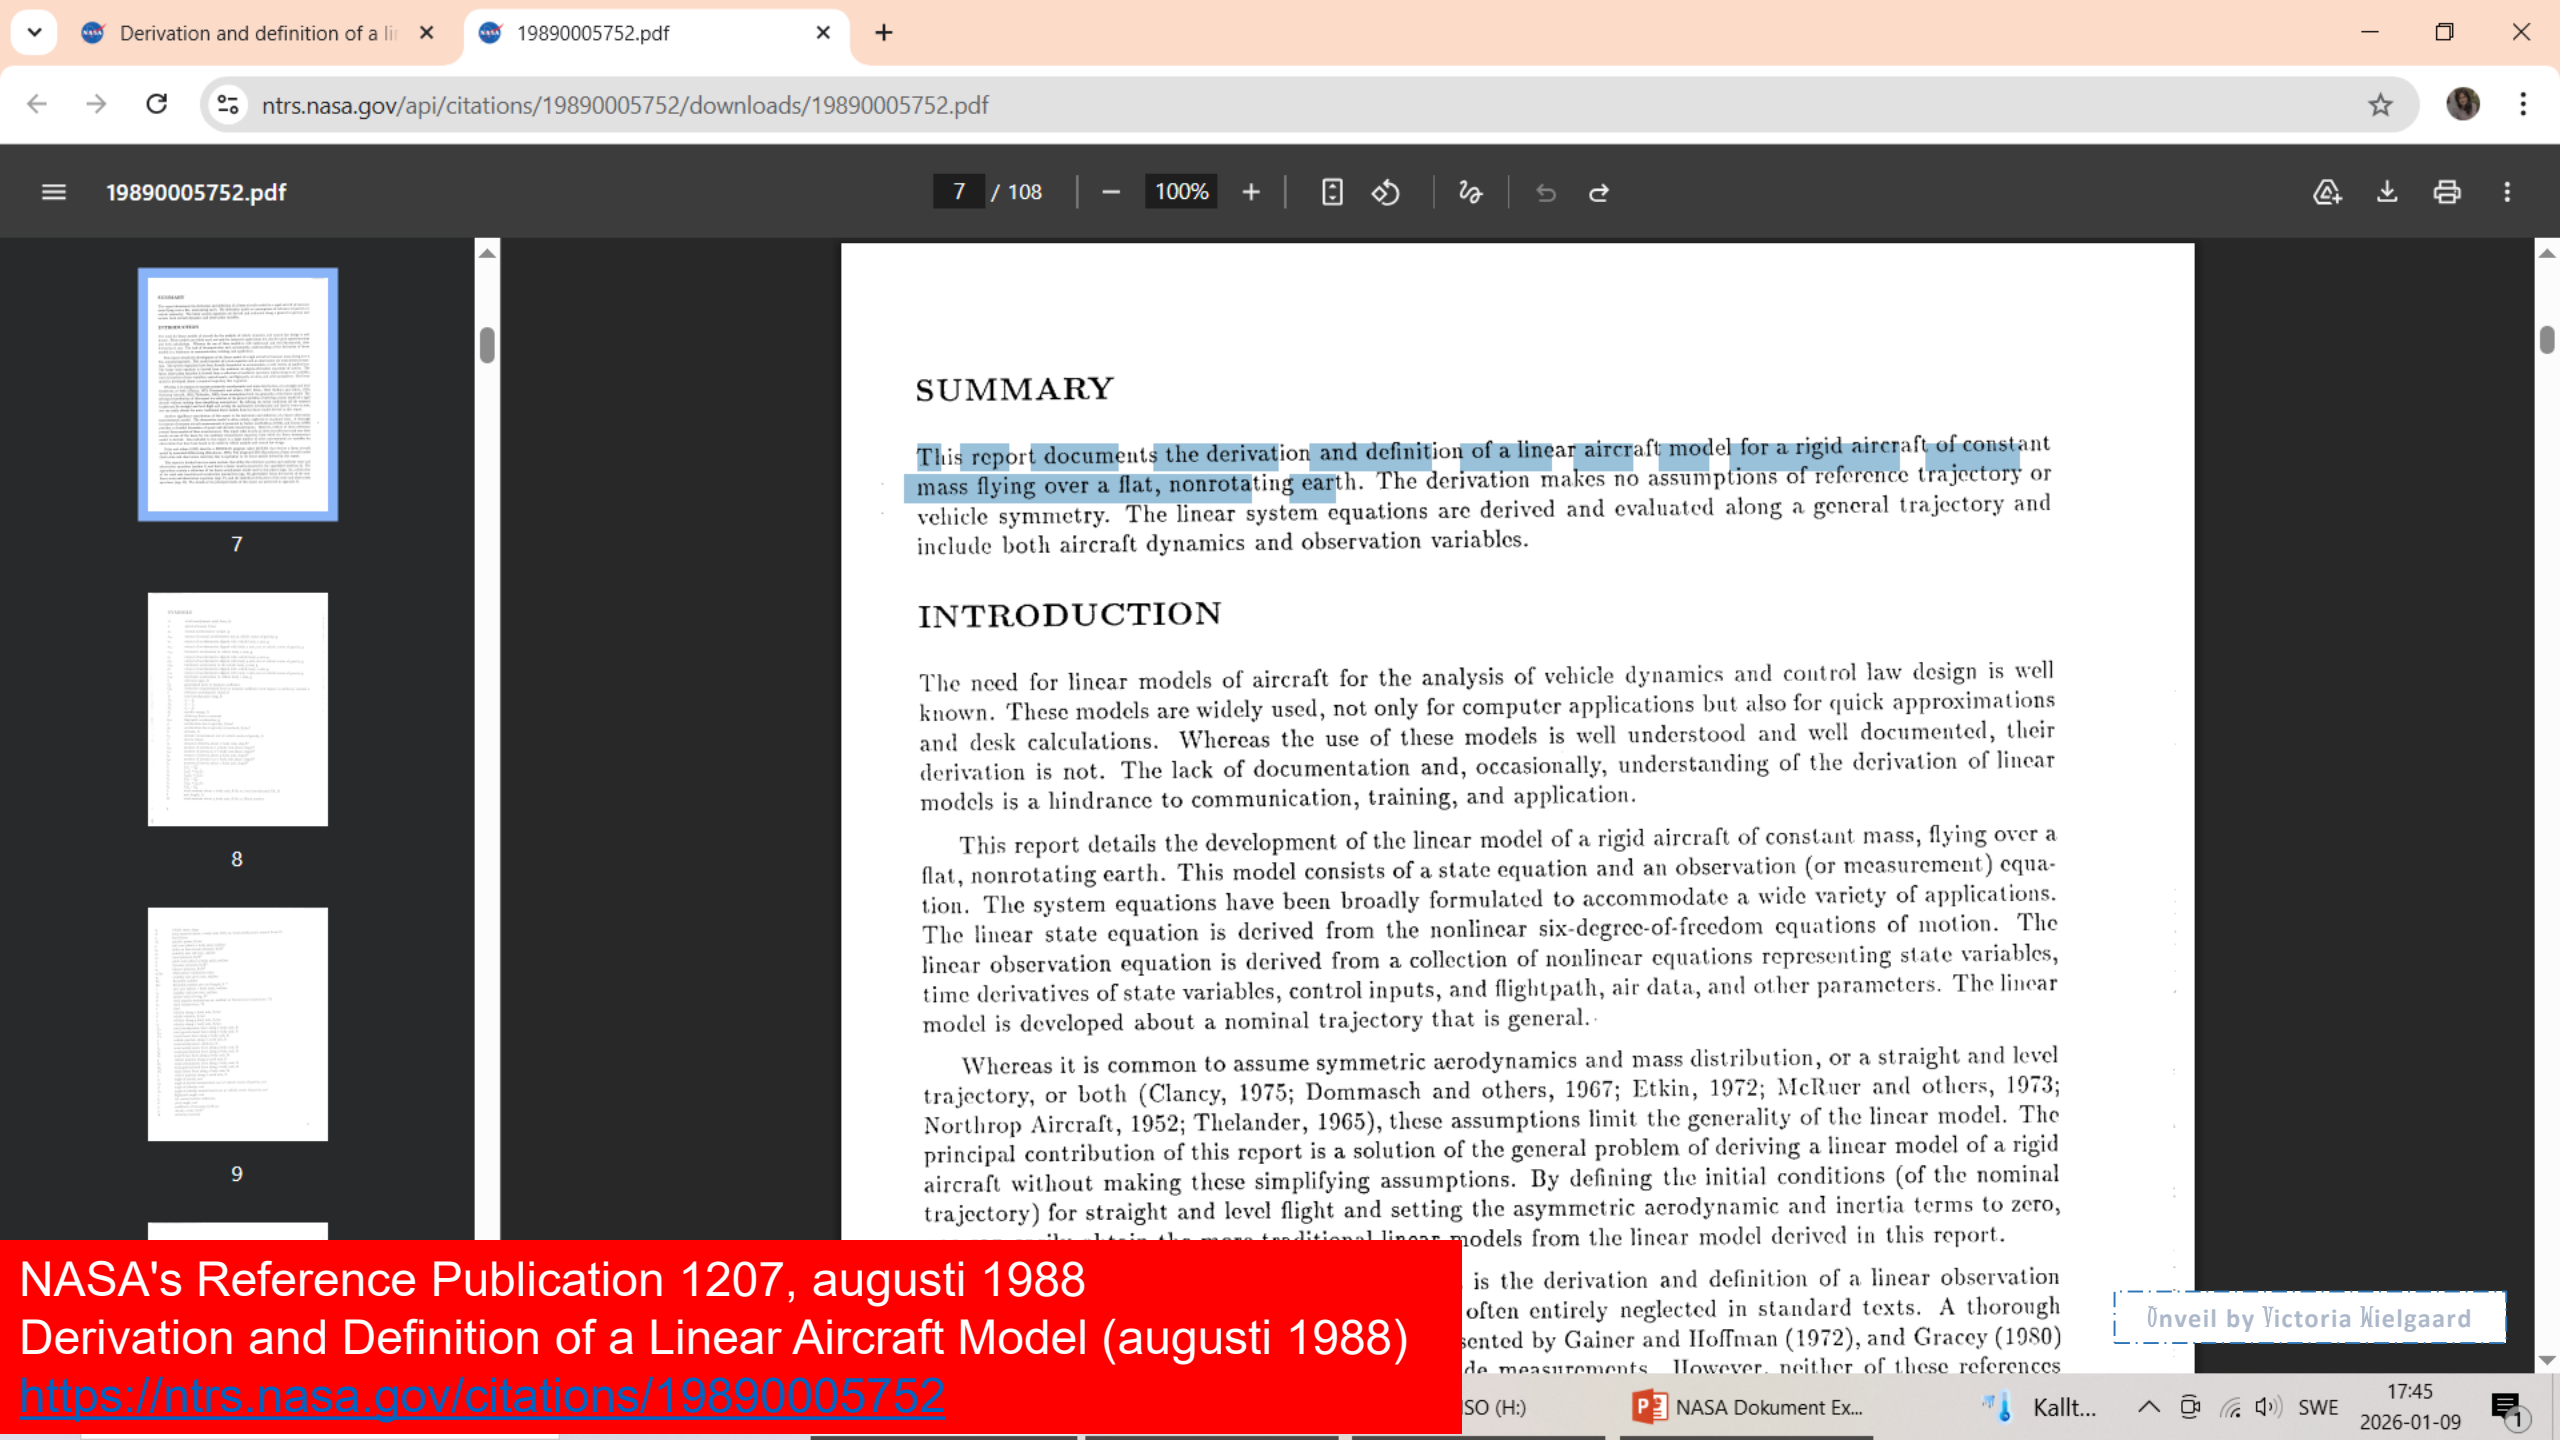 Derivation and definition of a li
19890005752.pdf
ntrs.nasa.gov/api/citations/19890005752/downloads/19890005752.pdf
19890005752.pdf
7 / 108
100%
7
8
9
SUMMARY
This report documents the derivation and definition of a linear aircraft model for a rigid aircraft of constant
mass flying over a flat, nonrotating earth. The derivation makes no assumptions of reference trajectory or
vehicle symmetry. The linear system equations are derived and evaluated along a general trajectory and
include both aircraft dynamics and observation variables.
INTRODUCTION
The need for linear models of aircraft for the analysis of vehicle dynamics and control law design is well
known. These models are widely used, not only for computer applications but also for quick approximations
and desk calculations. Whereas the use of these models is well understood and well documented, their
derivation is not. The lack of documentation and, occasionally, understanding of the derivation of linear
models is a hindrance to communication, training, and application.
This report details the development of the linear model of a rigid aircraft of constant mass, flying over a
flat, nonrotating earth. This model consists of a state equation and an observation (or measurement) equa-
tion. The system equations have been broadly formulated to accommodate a wide variety of applications.
The linear state equation is derived from the nonlinear six-degree-of-freedom equations of motion. The
linear observation equation is derived from a collection of nonlinear equations representing state variables,
time derivatives of state variables, control inputs, and flightpath, air data, and other parameters. The linear
model is developed about a nominal trajectory that is general.
Whereas it is common to assume symmetric aerodynamics and mass distribution, or a straight and level
trajectory, or both (Clancy, 1975; Dommasch and others, 1967; Etkin, 1972; McRuer and others, 1973;
Northrop Aircraft, 1952; Thelander, 1965), these assumptions limit the generality of the linear model. The
principal contribution of this report is a solution of the general problem of deriving a linear model of a rigid
aircraft without making these simplifying assumptions. By defining the initial conditions (of the nominal
trajectory) for straight and level flight and setting the asymmetric aerodynamic and inertia terms to zero,
models from the linear model derived in this report.
is the derivation and definition of a linear observation
often entirely neglected in standard texts. A thorough
sented by Gainer and Hoffman (1972), and Gracey (1980)
de measurements. However, neither of these references
NASA's Reference Publication 1207, augusti 1988
Derivation and Definition of a Linear Aircraft Model (augusti 1988)
https://ntrs.nasa.gov/citations/19890005752
Unveil by Victoria Wielgaard
SO (H:)
NASA Dokument Ex...
Kallt...
SWE
17:45
2026-01-09
1